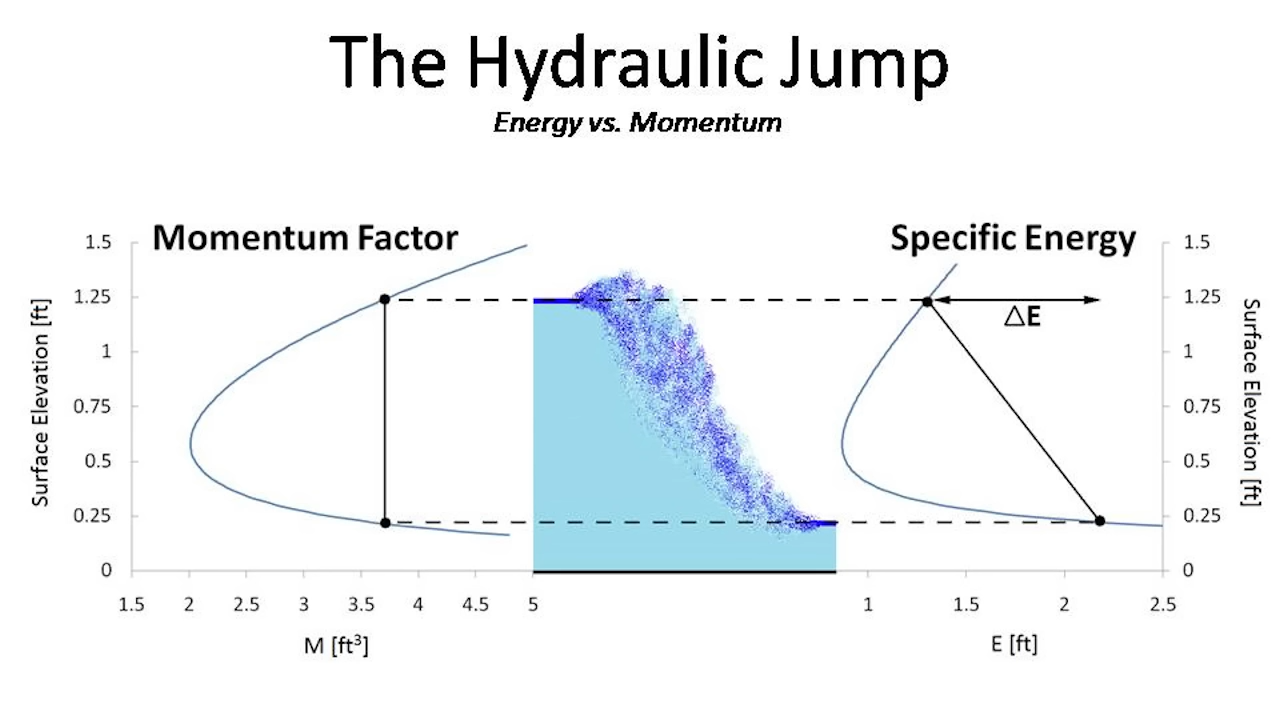 The Hydraulic Jump
Energy vs. Momentum
Momentum Factor
Specific Energy
Surface Elevation [ft]
1.5
1.25
1
0.75
0.5
0.25
0
1.5 2 2.5 3 3.5 4 4.5 5
M [ft³]
△E
1.5
1.25
1
0.75
0.5
0.25
0
Surface Elevation [ft]
1 1.5 2 2.5
E [ft]